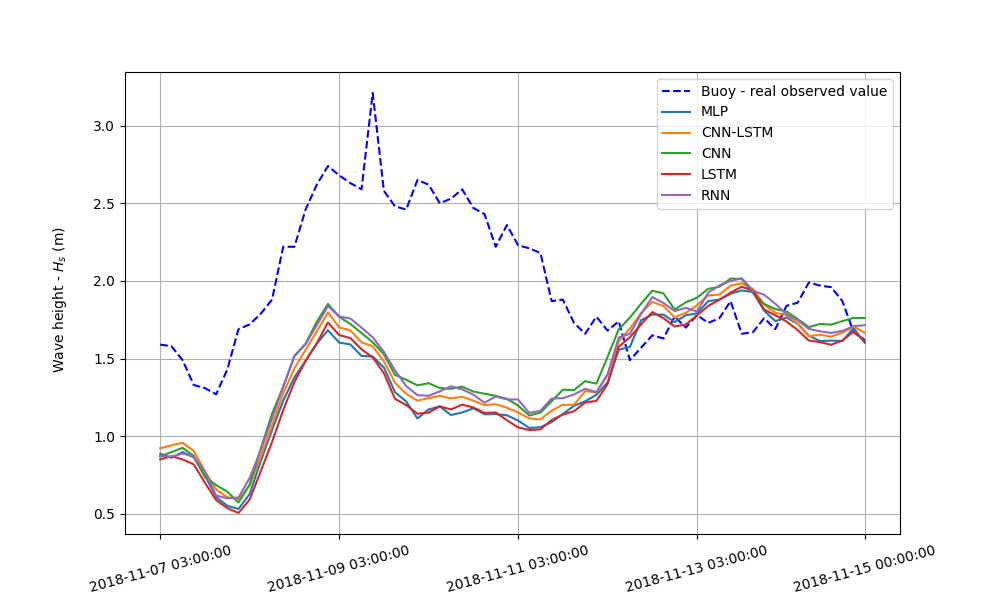 Buoy - real observed value
MLP
CNN-LSTM
CNN
LSTM
RNN
Wave height - Hs (m)
3.0
2.5
2.0
1.5
1.0
0.5
2018-11-07 03:00:00
2018-11-09 03:00:00
2018-11-11 03:00:00
2018-11-13 03:00:00
2018-11-15 00:00:00